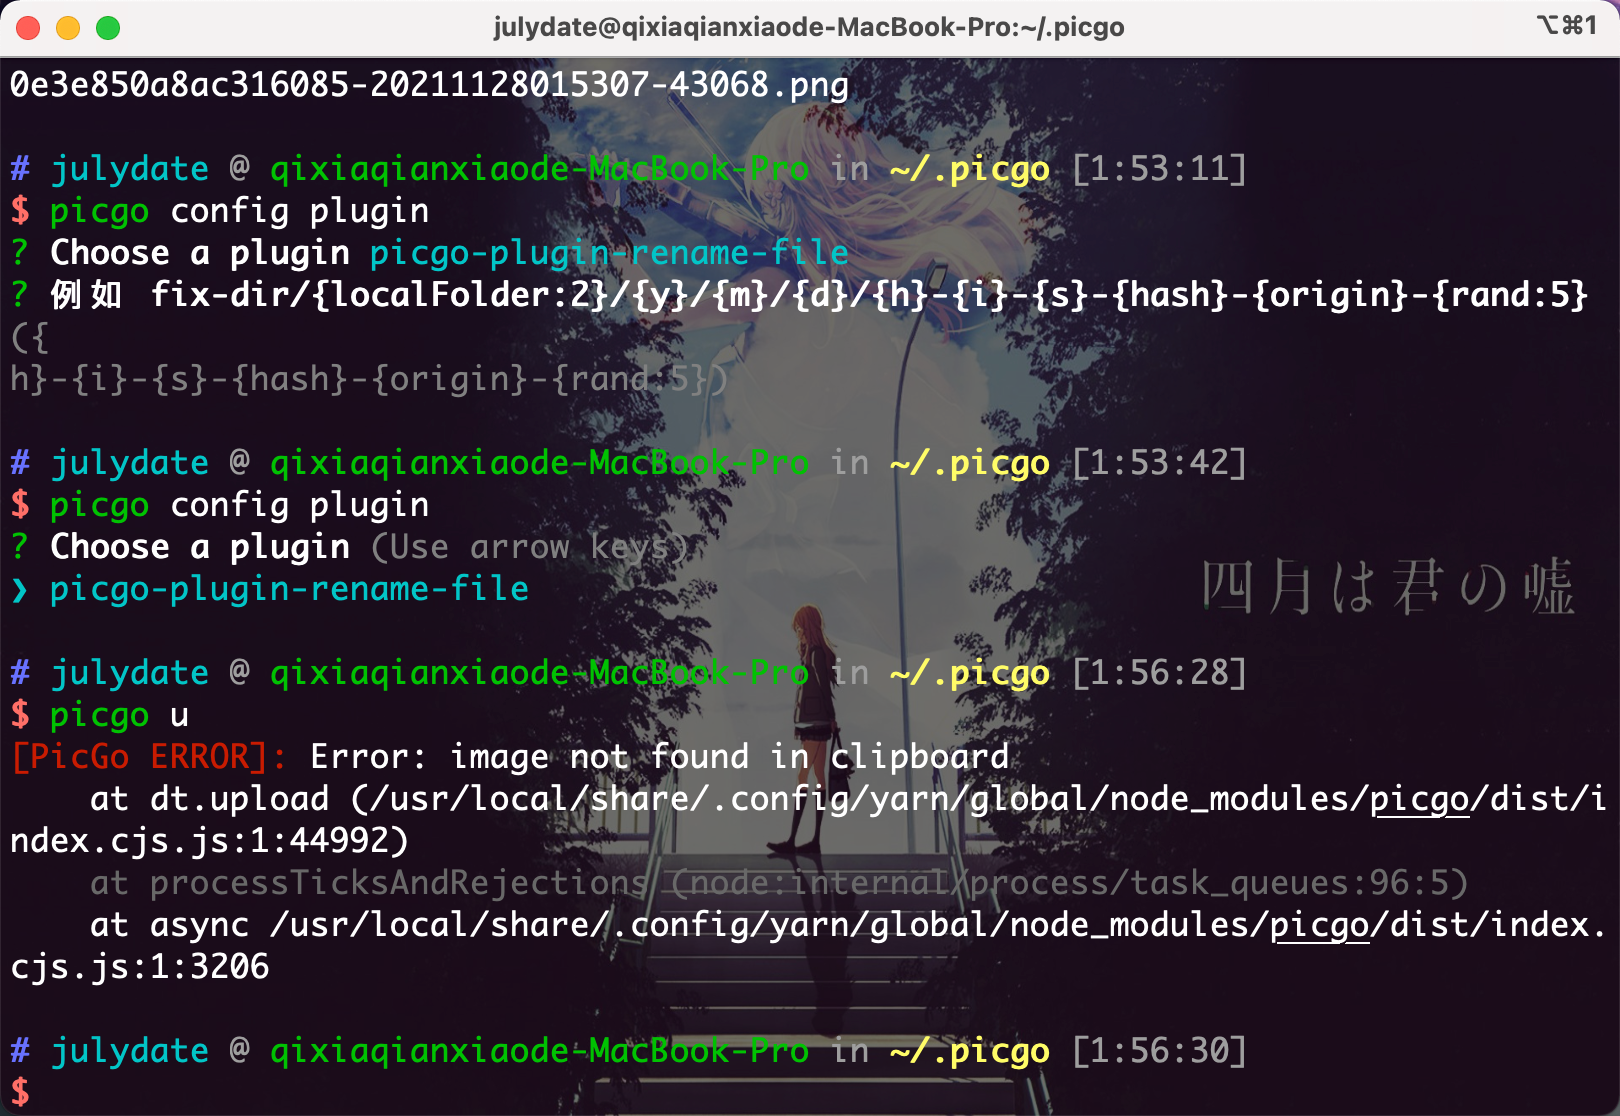 julydate@qixiaqianxiaode-MacBook-Pro:~/.picgo ⌥⌘1
0e3e850a8ac316085-20211128015307-43068.png
# julydate @ qixiaqianxiaode-MacBook-Pro in ~/.picgo [1:53:11]
$ picgo config plugin
? Choose a plugin picgo-plugin-rename-file
? 例如 fix-dir/{localFolder:2}/{y}/{m}/{d}/{h}-{i}-{s}-{hash}-{origin}-{rand:5}
({
h}-{i}-{s}-{hash}-{origin}-{rand:5})
# julydate @ qixiaqianxiaode-MacBook-Pro in ~/.picgo [1:53:42]
$ picgo config plugin
? Choose a plugin (Use arrow keys)
❯ picgo-plugin-rename-file
四月は君の嘘
# julydate @ qixiaqianxiaode-MacBook-Pro in ~/.picgo [1:56:28]
$ picgo u
[PicGo ERROR]: Error: image not found in clipboard
    at dt.upload (/usr/local/share/.config/yarn/global/node_modules/picgo/dist/i
ndex.cjs.js:1:44992)
    at processTicksAndRejections (node:internal/process/task_queues:96:5)
    at async /usr/local/share/.config/yarn/global/node_modules/picgo/dist/index.
cjs.js:1:3206
# julydate @ qixiaqianxiaode-MacBook-Pro in ~/.picgo [1:56:30]
$